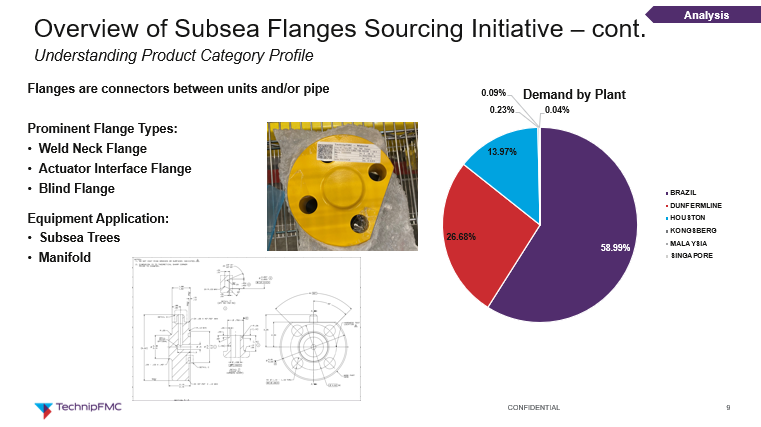 Analysis
Overview of Subsea Flanges Sourcing Initiative – cont.
Understanding Product Category Profile
Flanges are connectors between units and/or pipe
Prominent Flange Types:
• Weld Neck Flange
• Actuator Interface Flange
• Blind Flange
Equipment Application:
• Subsea Trees
• Manifold
Demand by Plant
0.09%
0.23%
0.04%
13.97%
26.68%
58.99%
BRAZIL
DUNFERMLINE
HOUSTON
KONGSBERG
MALAYSIA
SINGAPORE
TechnipFMC
CONFIDENTIAL
9